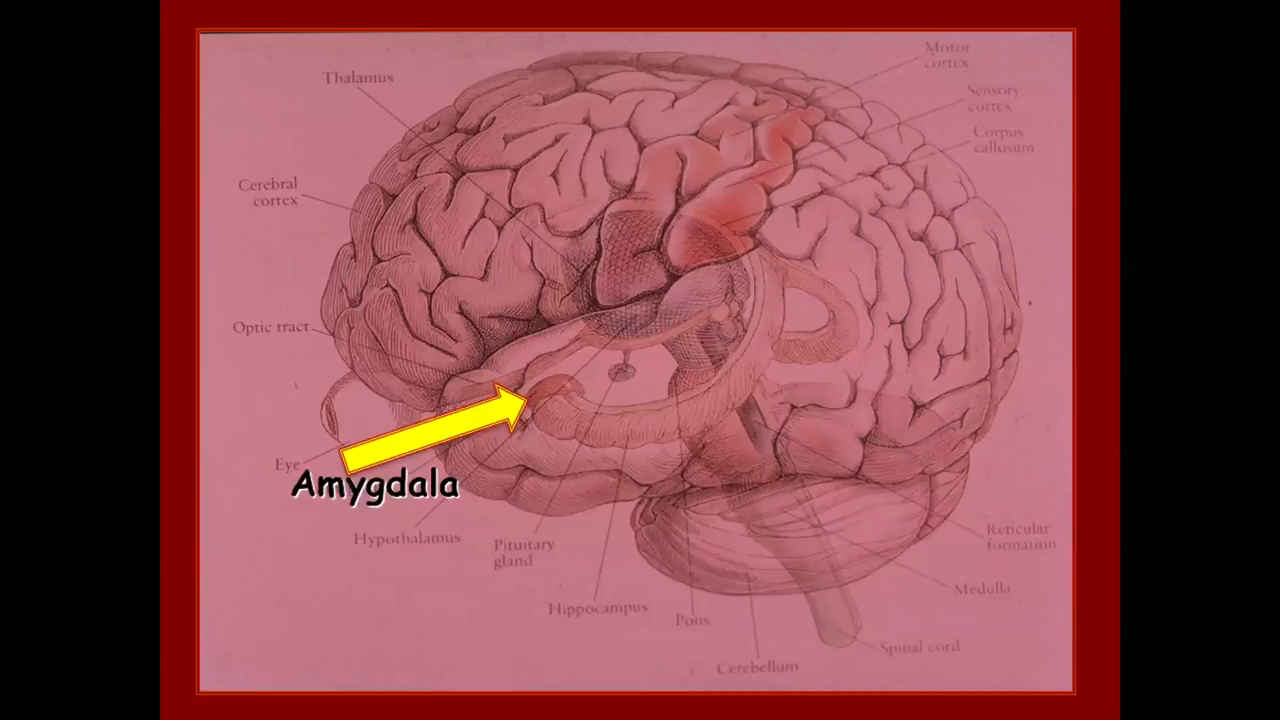 Motor
cortex
Thalamus
Sensory
cortex
Corpus
callosum
Cerebral
cortex
Optic tract
Eye
Amygdala
Hypothalamus
Pituitary
gland
Reticular
formation
Medulla
Hippocampus
Pons
Spinal cord
Cerebellum